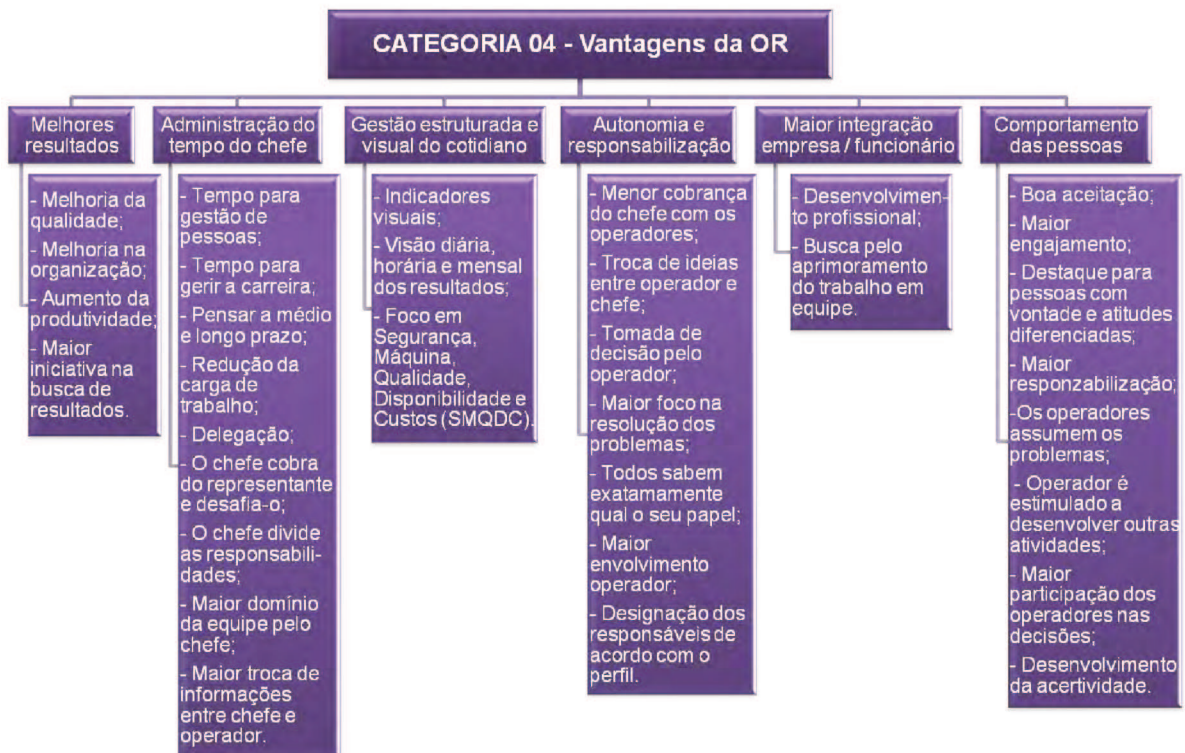 CATEGORIA 04 - Vantagens da OR
Melhores
resultados
- Melhoria da
qualidade;
- Melhoria na
organização;
- Aumento da
produtividade;
- Maior
iniciativa na
busca de
resultados.
Administração do
tempo do chefe
- Tempo para
gestão de
pessoas;
- Tempo para
gerir a carreira;
- Pensar a médio
e longo prazo;
- Redução da
carga de
trabalho;
- Delegação;
- O chefe cobra
do representante
e desafia-o;
- O chefe divide
as responsabili-
dades;
- Maior domínio
da equipe pelo
chefe;
- Maior troca de
informações
entre chefe e
operador.
Gestão estruturada e
visual do cotidiano
- Indicadores
visuais;
- Visão diária,
horária e mensal
dos resultados;
- Foco em
Segurança,
Máquina,
Qualidade,
Disponibilidade e
Custos (SMQDC).
Autonomia e
responsabilização
- Menor cobrança
do chefe com os
operadores;
- Troca de ideias
entre operador e
chefe;
- Tomada de
decisão pelo
operador;
- Maior foco na
resolução dos
problemas;
- Todos sabem
exatamamente
qual o seu papel;
- Maior
envolvimento
operador;
- Designação dos
responsáveis de
acordo com o
perfil.
Maior integração
empresa / funcionário
- Desenvolvimen-
to profissional;
- Busca pelo
aprimoramento
do trabalho em
equipe.
Comportamento
das pessoas
- Boa aceitação;
- Maior
engajamento;
- Destaque para
pessoas com
vontade e atitudes
diferenciadas;
- Maior
responzabilização;
-Os operadores
assumem os
problemas;
- Operador é
estimulado a
desenvolver outras
atividades;
- Maior
participação dos
operadores nas
decisões;
- Desenvolvimento
da acertividade.